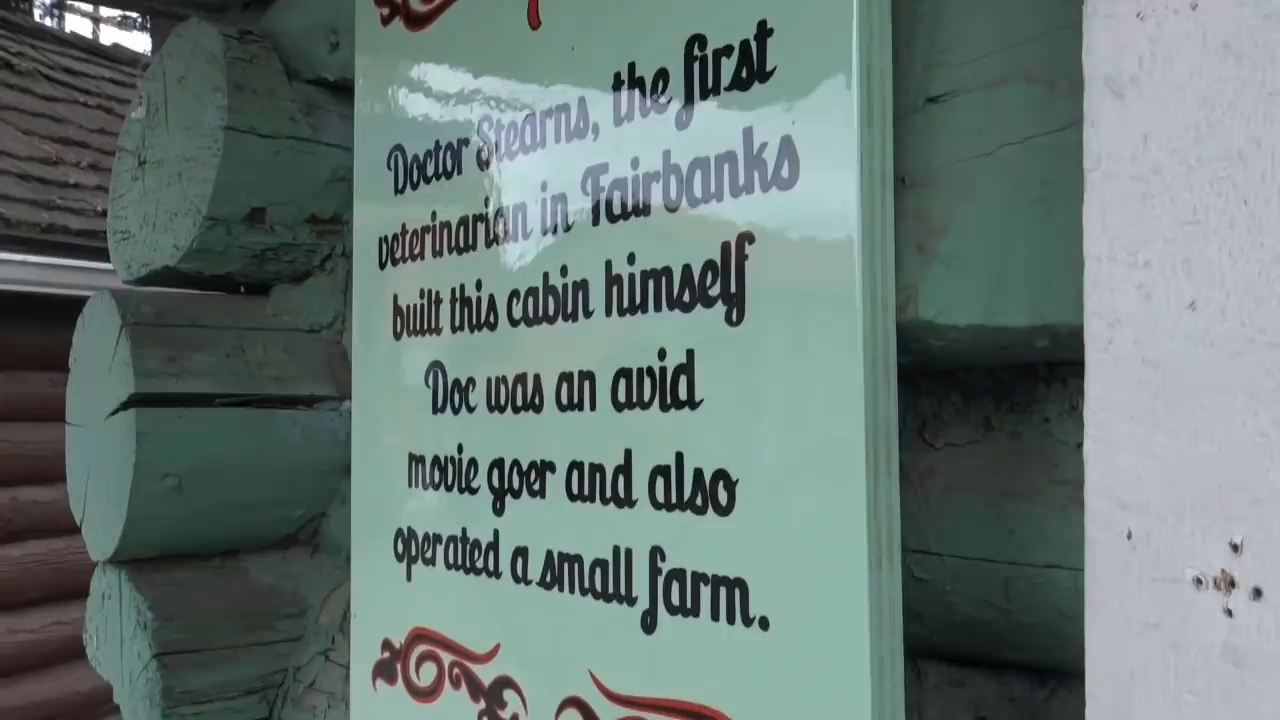 Doctor Stearns, the first
veterinarian in Fairbanks
built this cabin himself
Doc was an avid
movie goer and also
operated a small farm.